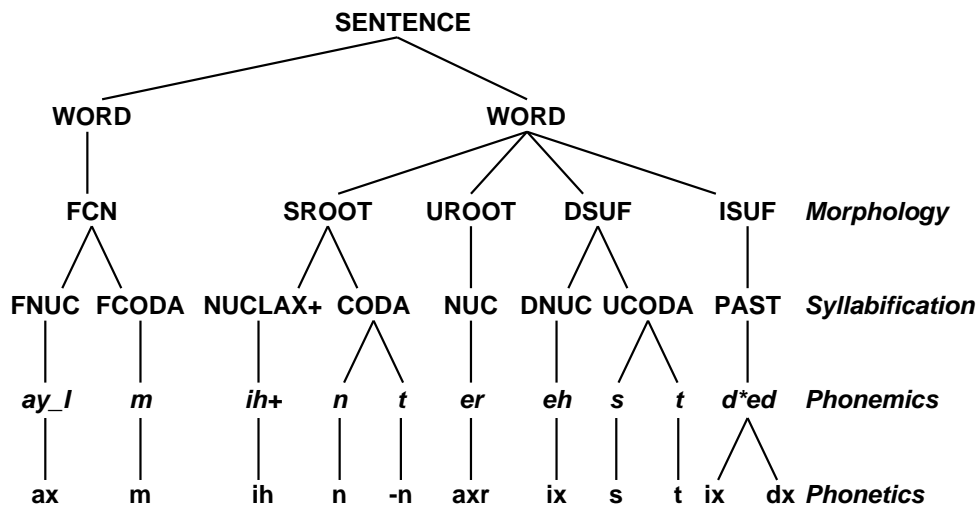 SENTENCE
WORD WORD
FCN SROOT UROOT DSUF ISUF Morphology
FNUC FCODA NUCLAX+ CODA NUC DNUC UCODA PAST Syllabification
ay_I m ih+ n t er eh s t d*ed Phonemics
ax m ih n -n axr ix s t ix dx Phonetics